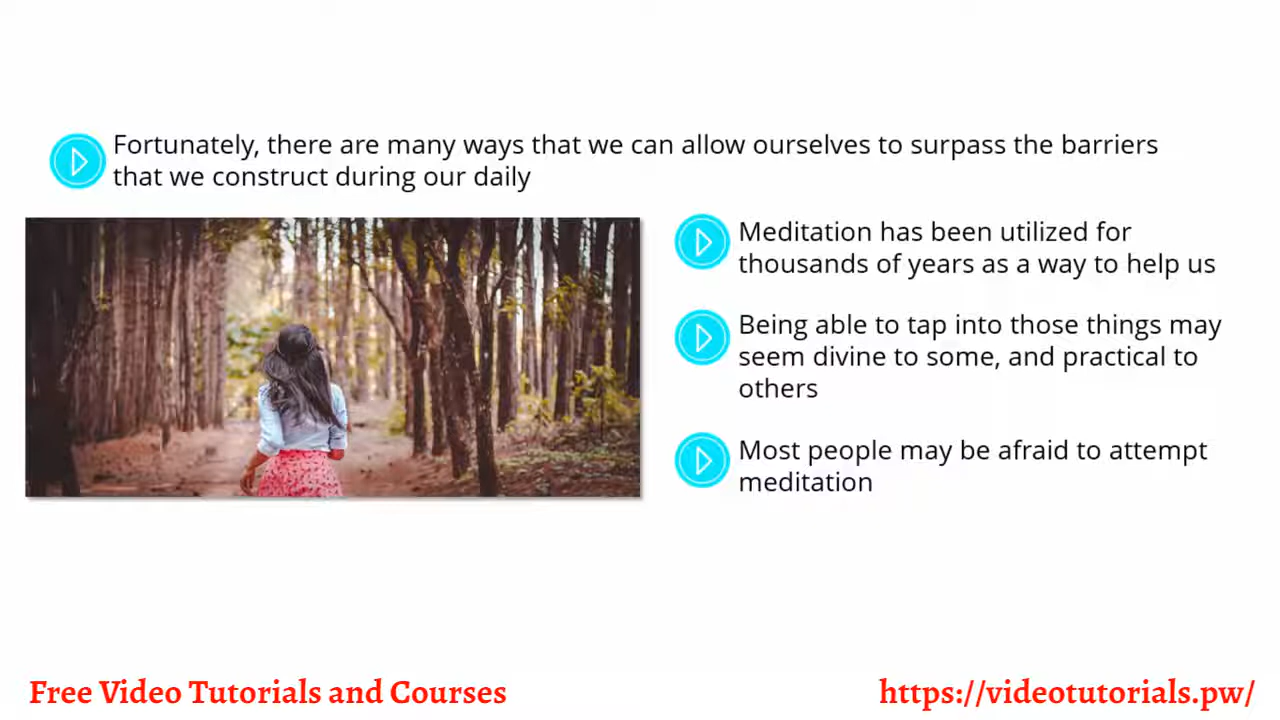 Fortunately, there are many ways that we can allow ourselves to surpass the barriers
that we construct during our daily
Meditation has been utilized for
thousands of years as a way to help us
Being able to tap into those things may
seem divine to some, and practical to
others
Most people may be afraid to attempt
meditation
Free Video Tutorials and Courses
https://videotutorials.pw/